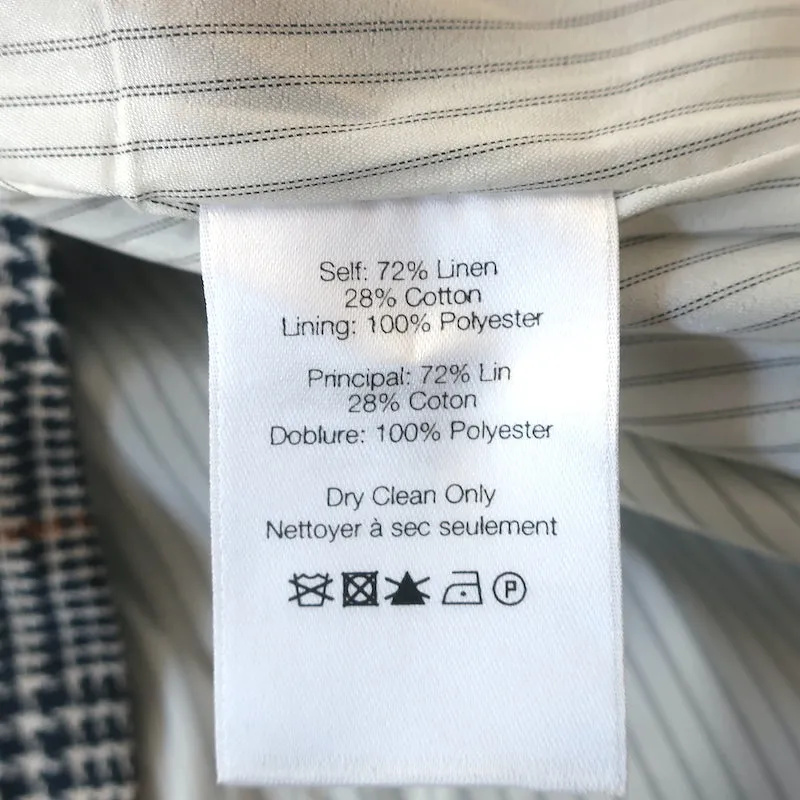 Self: 72% Linen
28% Cotton
Lining: 100% Polyester
Principal: 72% Lin
28% Coton
Doblure: 100% Polyester
Dry Clean Only
Nettoyer à sec seulement
P